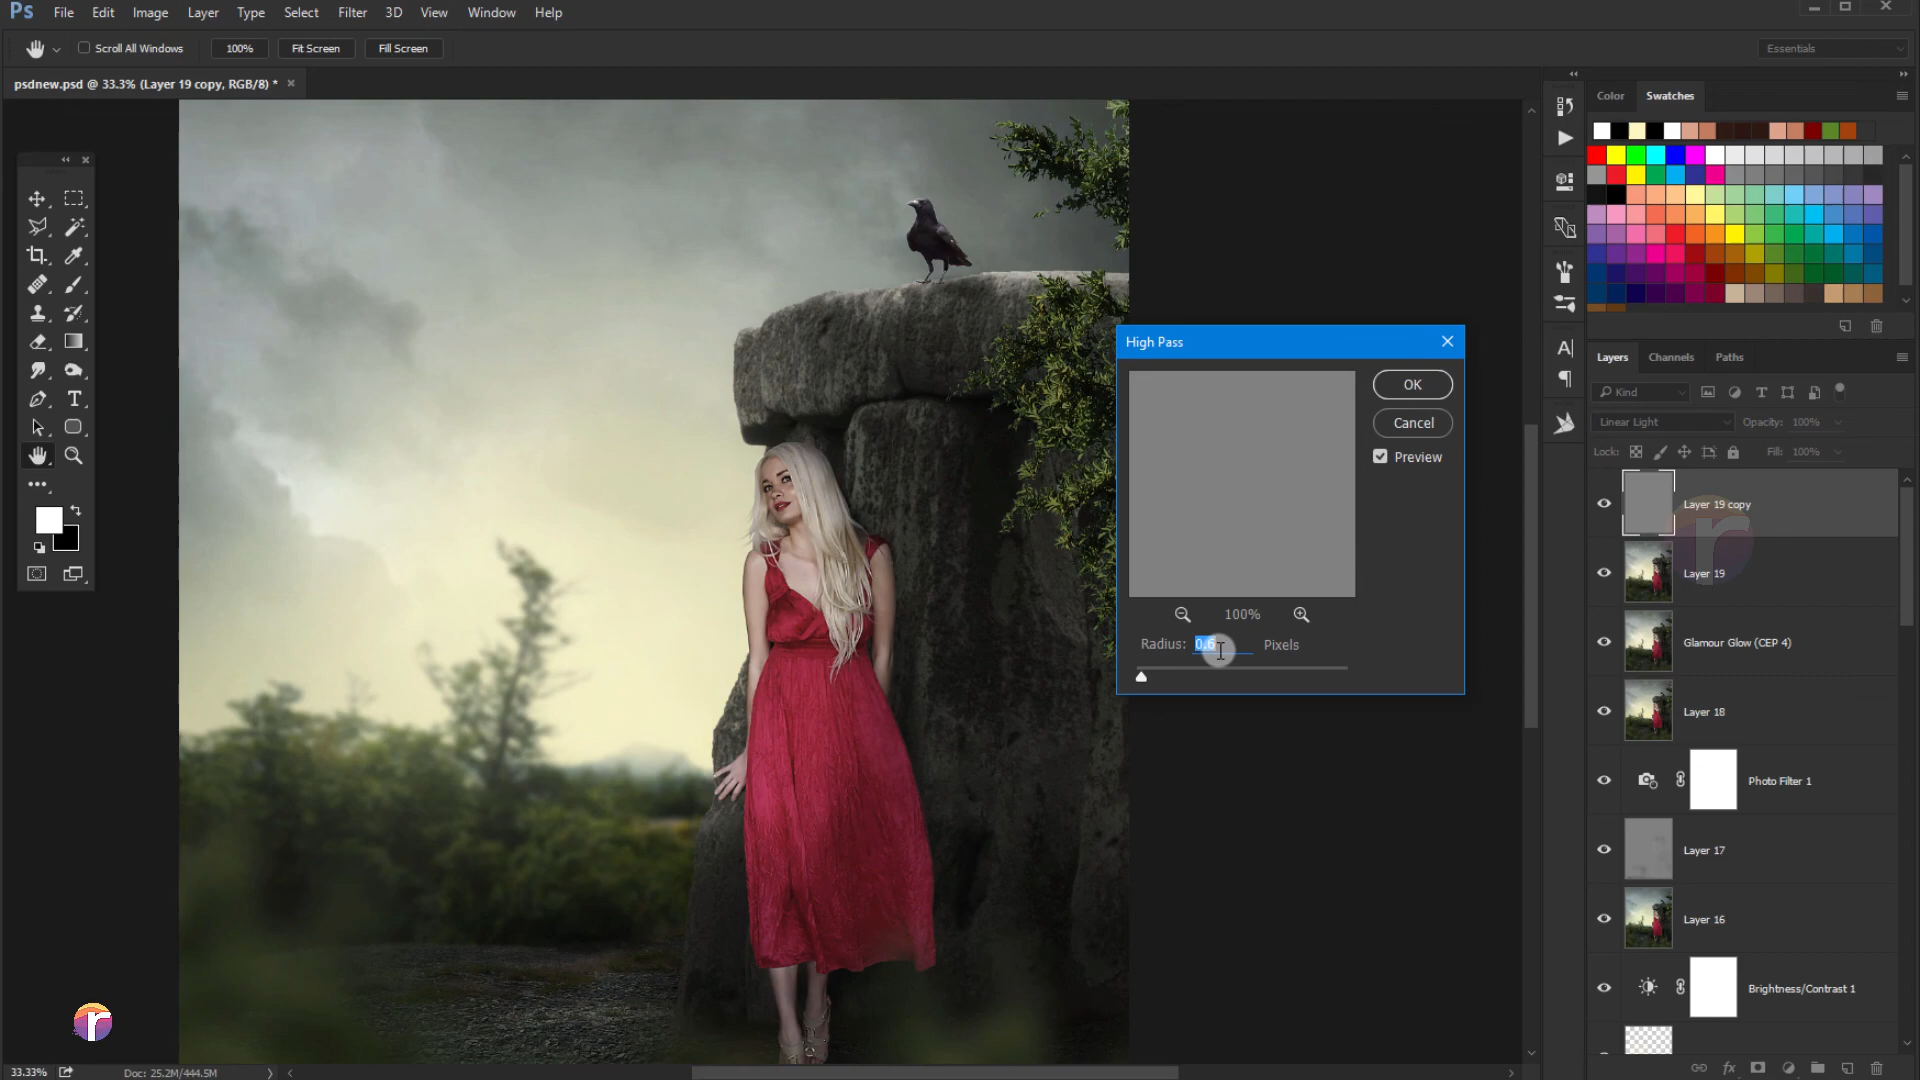 Ps File Edit Image Layer Type Select Filter 3D View Window Help
Scroll All Windows 100% Fit Screen Fill Screen Essentials
psdnew.psd @ 33.3% (Layer 19 copy, RGB/8) * ×
Color Swatches
High Pass
OK
Cancel
Preview
100%
Radius: 0.6 Pixels
Layers Channels Paths
Kind
Linear Light Opacity: 100%
Lock: Fill: 100%
Layer 19 copy
Layer 19
Glamour Glow (CEP 4)
Layer 18
Photo Filter 1
Layer 17
Layer 16
Brightness/Contrast 1
fx
r
33.33% Doc: 25.2M/444.5M